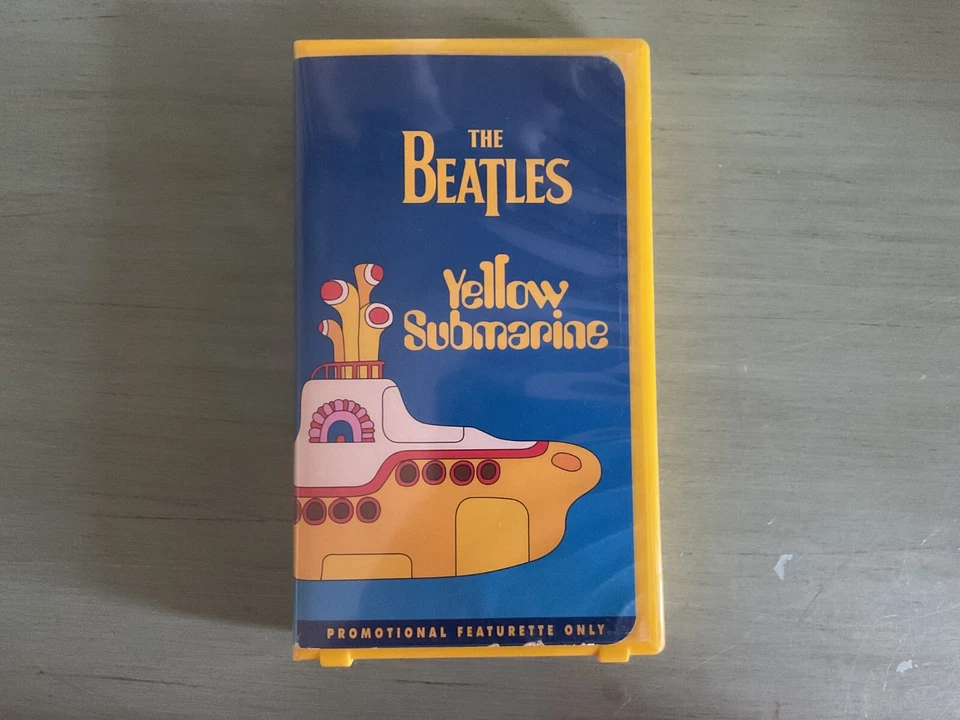 THE
BEATLES
Yellow
Submarine
PROMOTIONAL FEATURETTE ONLY